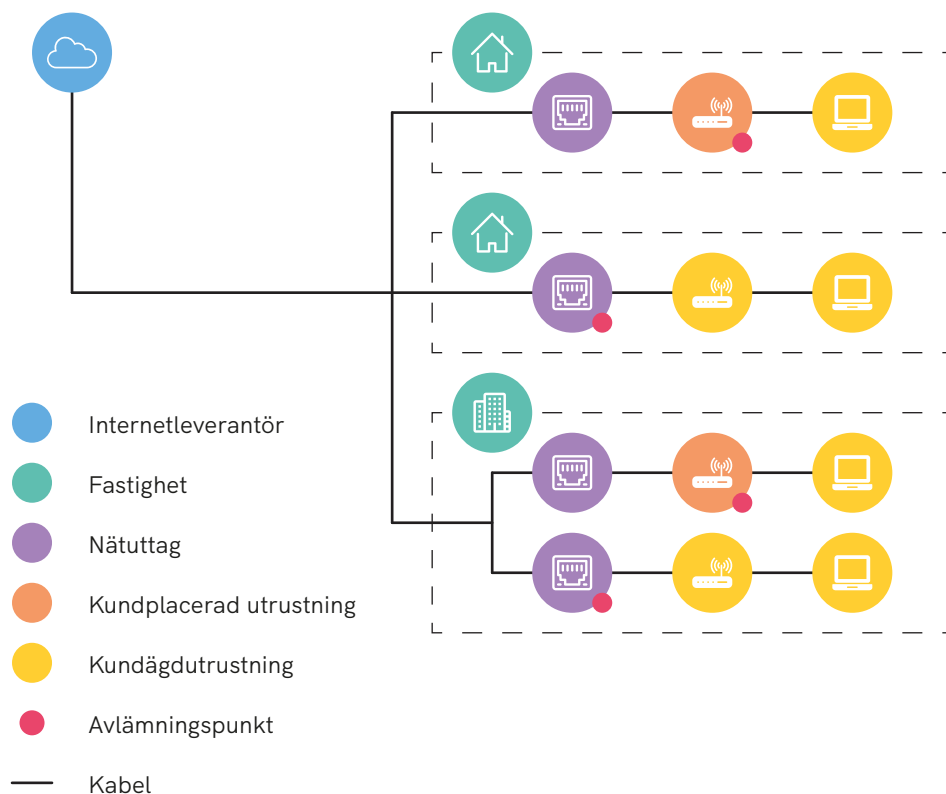 Internetleverantör
Fastighet
Nätuttag
Kundplacerad utrustning
Kundägdutrustning
Avlämningspunkt
Kabel